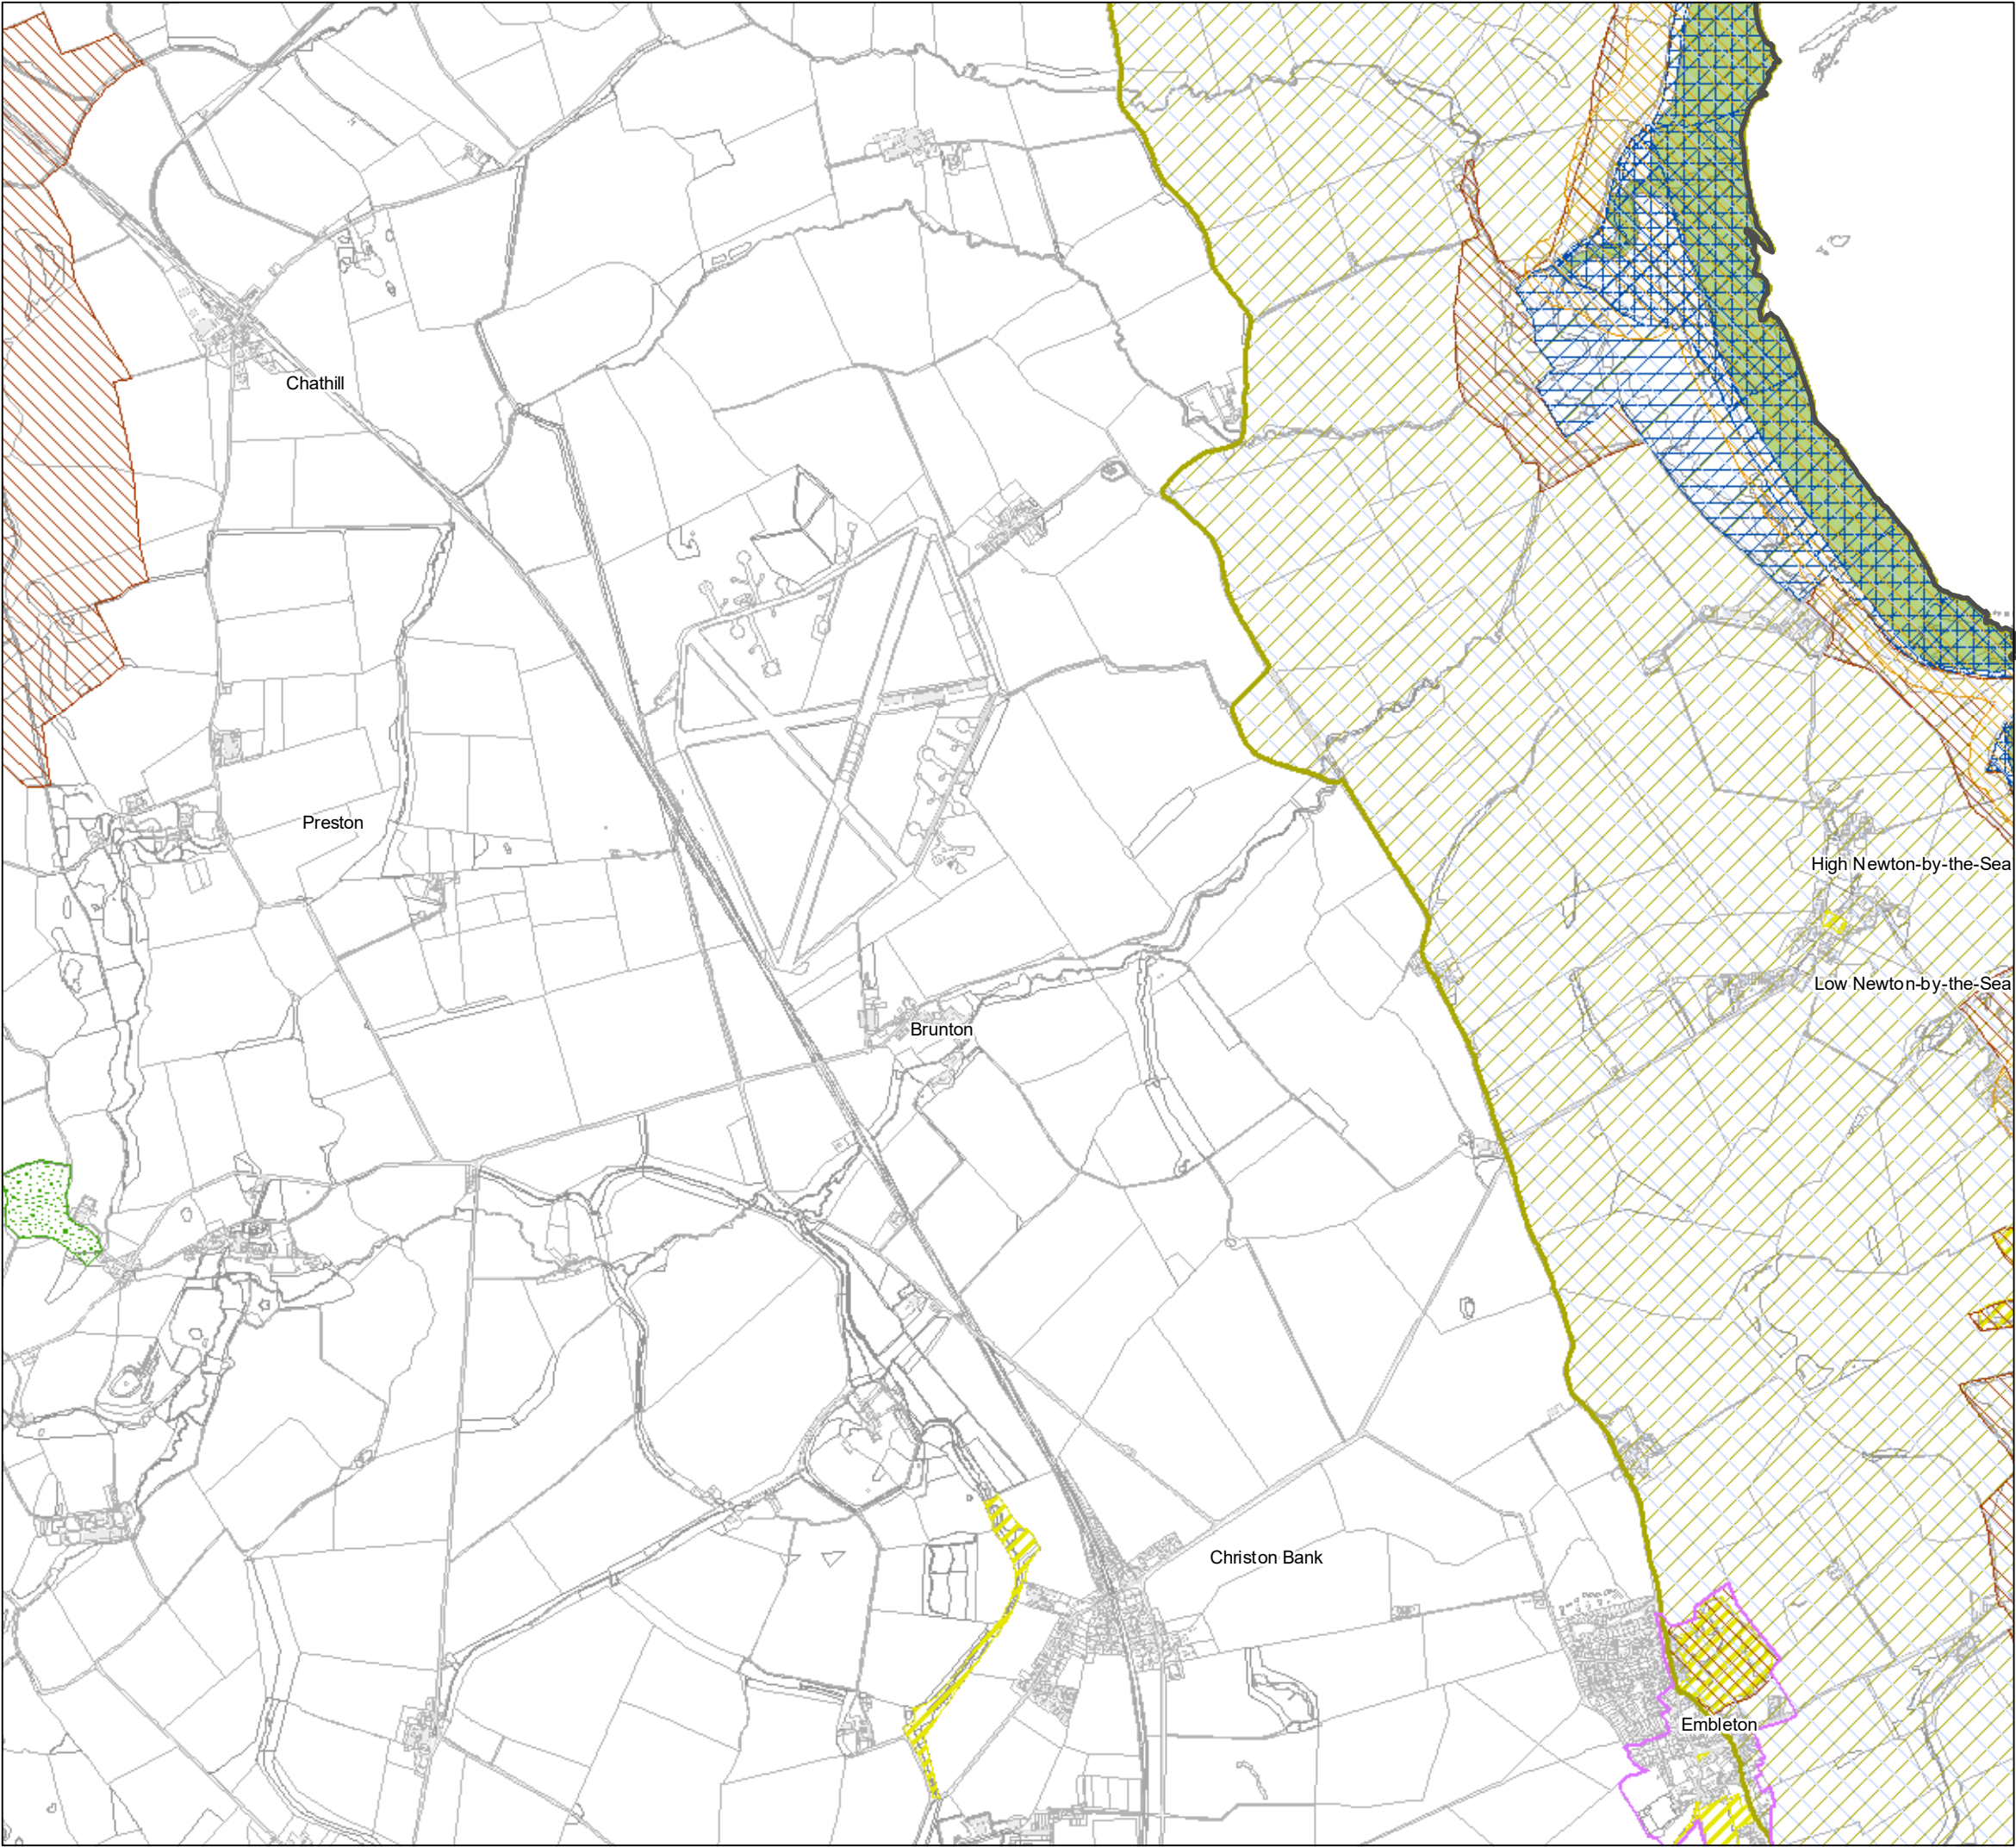 Chathill
Preston
High Newton-by-the-Sea
Low Newton-by-the-Sea
Brunton
Christon Bank
Embleton